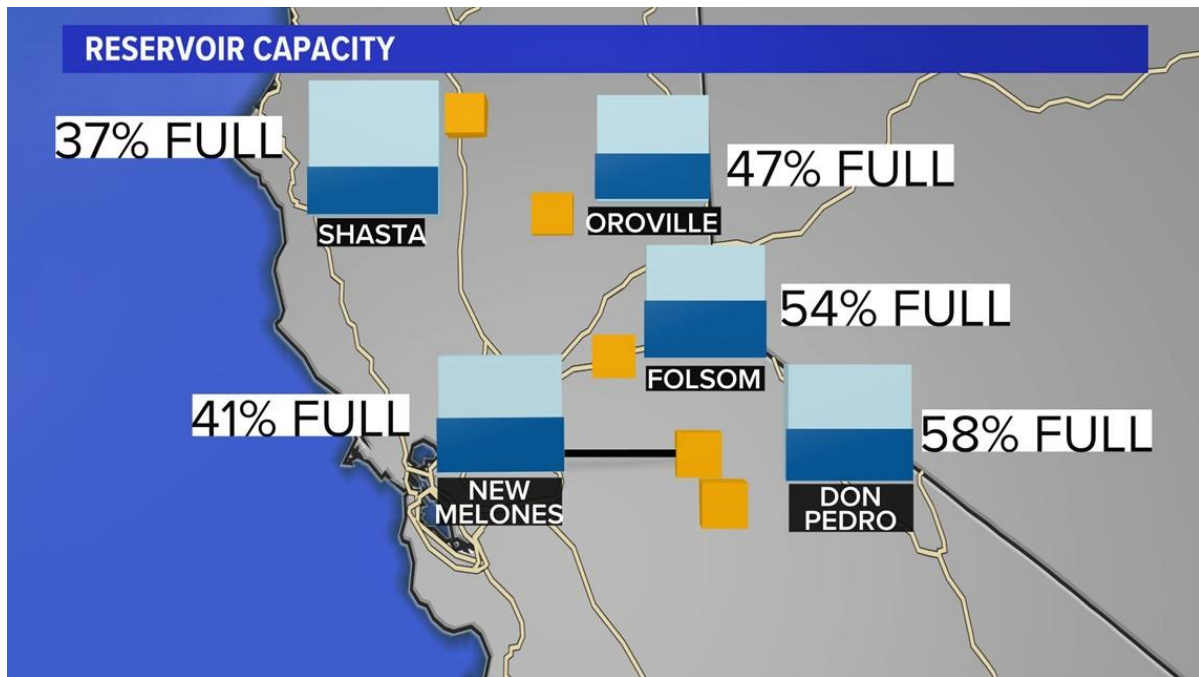 RESERVOIR CAPACITY
37% FULL
SHASTA
47% FULL
OROVILLE
54% FULL
FOLSOM
41% FULL
NEW
MELONES
58% FULL
DON
PEDRO